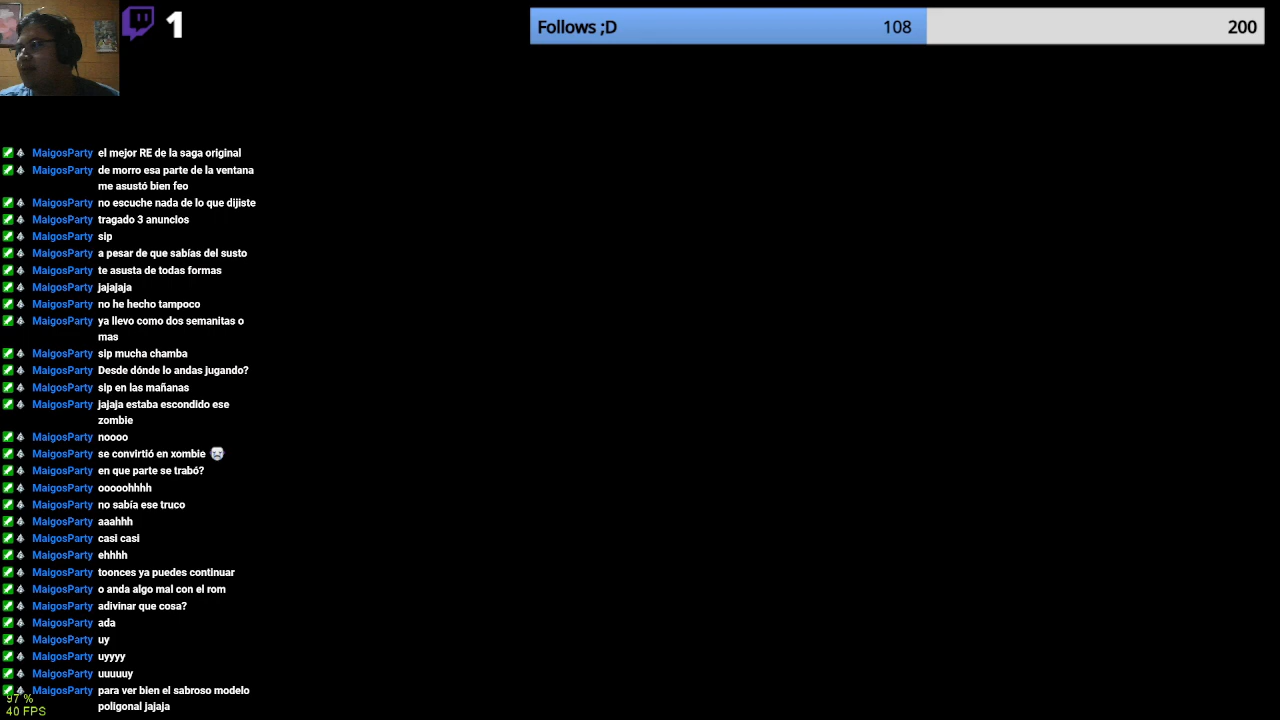 1
Follows ;D 108 200
MaigosParty el mejor RE de la saga original
MaigosParty de morro esa parte de la ventana
me asustó bien feo
MaigosParty no escuche nada de lo que dijiste
MaigosParty tragado 3 anuncios
MaigosParty sip
MaigosParty a pesar de que sabías del susto
MaigosParty te asusta de todas formas
MaigosParty jajajaja
MaigosParty no he hecho tampoco
MaigosParty ya llevo como dos semanitas o
mas
MaigosParty sip mucha chamba
MaigosParty Desde dónde lo andas jugando?
MaigosParty sip en las mañanas
MaigosParty jajaja estaba escondido ese
zombie
MaigosParty noooo
MaigosParty se convirtió en xombie
MaigosParty en que parte se trabó?
MaigosParty ooooohhhh
MaigosParty no sabía ese truco
MaigosParty aaahhh
MaigosParty casi casi
MaigosParty ehhhh
MaigosParty toonces ya puedes continuar
MaigosParty o anda algo mal con el rom
MaigosParty adivinar que cosa?
MaigosParty ada
MaigosParty uy
MaigosParty uyyyy
MaigosParty uuuuuy
MaigosParty para ver bien el sabroso modelo
97 %
poligonal jajaja
40 FPS